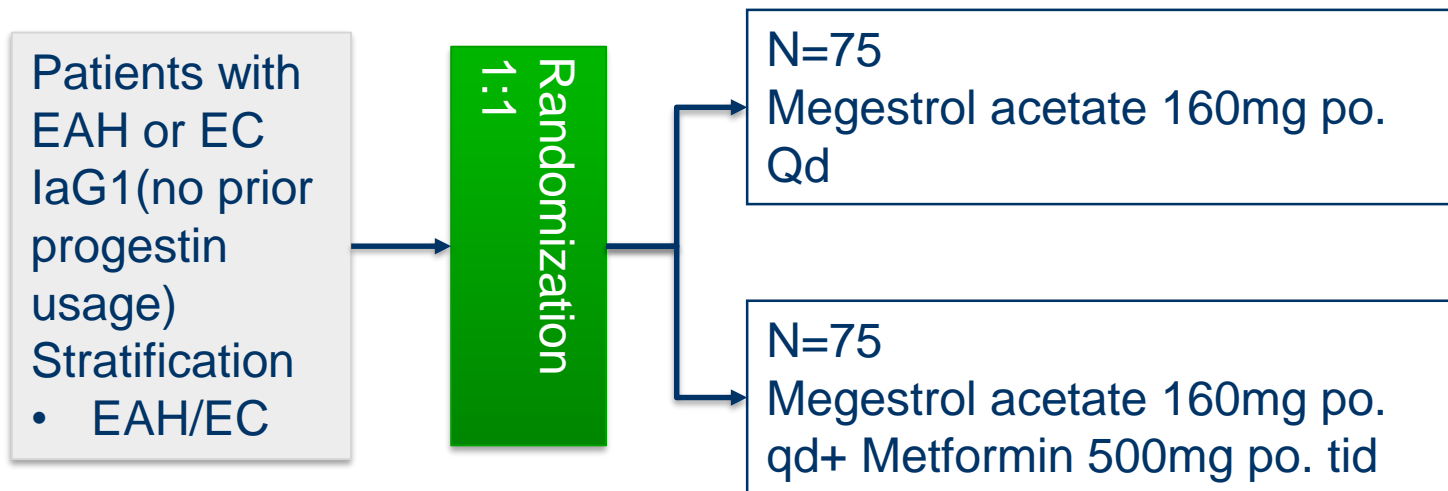 Patients with
EAH or EC
IaG1(no prior
progestin
usage)
Stratification
• EAH/EC
Randomization
1:1
N=75
Megestrol acetate 160mg po.
Qd
N=75
Megestrol acetate 160mg po.
qd+ Metformin 500mg po. tid